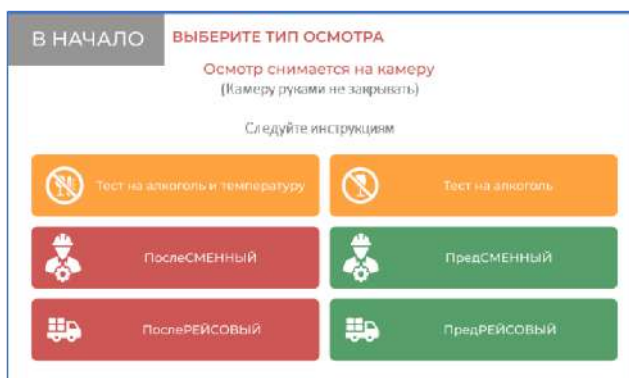 В НАЧАЛО
ВЫБЕРИТЕ ТИП ОСМОТРА
Осмотр снимается на камеру
(Камеру руками не закрывать)
Следуйте инструкциям
Тест на алкоголь и температуру
Тест на алкоголь
ПослеСМЕННЫЙ
ПредСМЕННЫЙ
ПослеРЕЙСОВЫЙ
ПредРЕЙСОВЫЙ